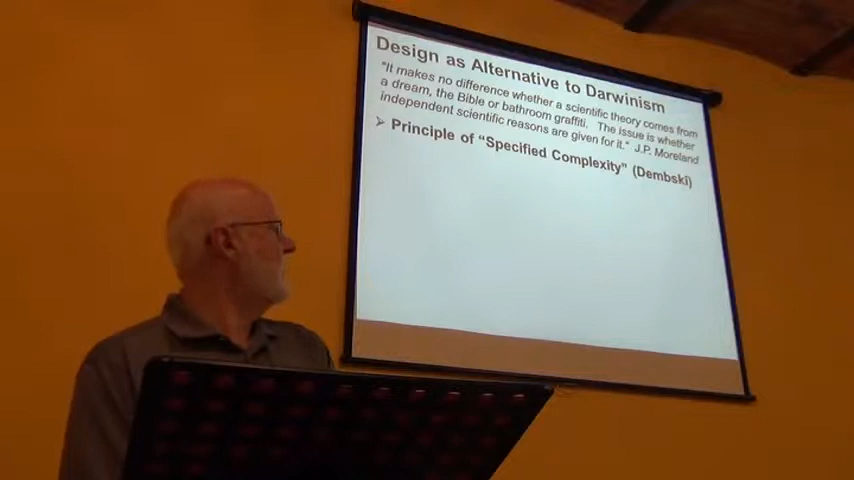 Design as Alternative to Darwinism
"It makes no difference whether a scientific theory comes from
a dream, the Bible or bathroom graffiti. The issue is whether
independent scientific reasons are given for it." J.P. Moreland
➢ Principle of "Specified Complexity" (Dembski)